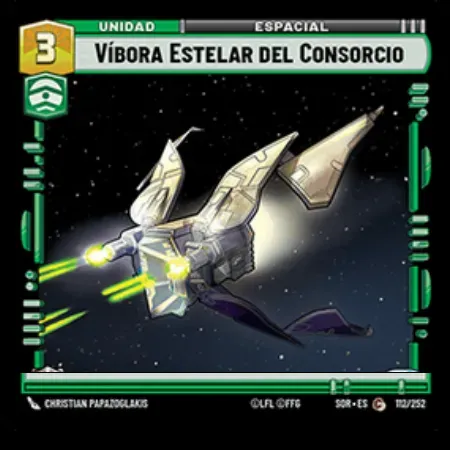 UNIDAD ESPACIAL
3 VÍBORA ESTELAR DEL CONSORCIO
CHRISTIAN PAPAZOGLAKIS ©LFL ©FFG SOR • ES C 112/252